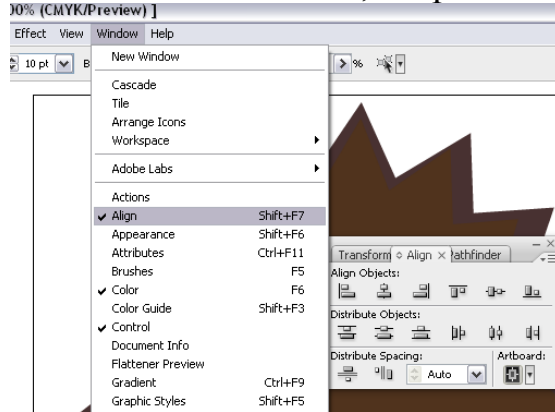 00% (CMYK/Preview) ]
Effect View Window Help
10 pt B %
New Window
Cascade
Tile
Arrange Icons
Workspace
Adobe Labs
Actions
Align Shift+F7
Appearance Shift+F6
Attributes Ctrl+F11
Brushes F5
Color F6
Color Guide Shift+F3
Control
Document Info
Flattener Preview
Gradient Ctrl+F9
Graphic Styles Shift+F5
Transform Align Pathfinder
Align Objects:
Distribute Objects:
Distribute Spacing: Artboard:
Auto